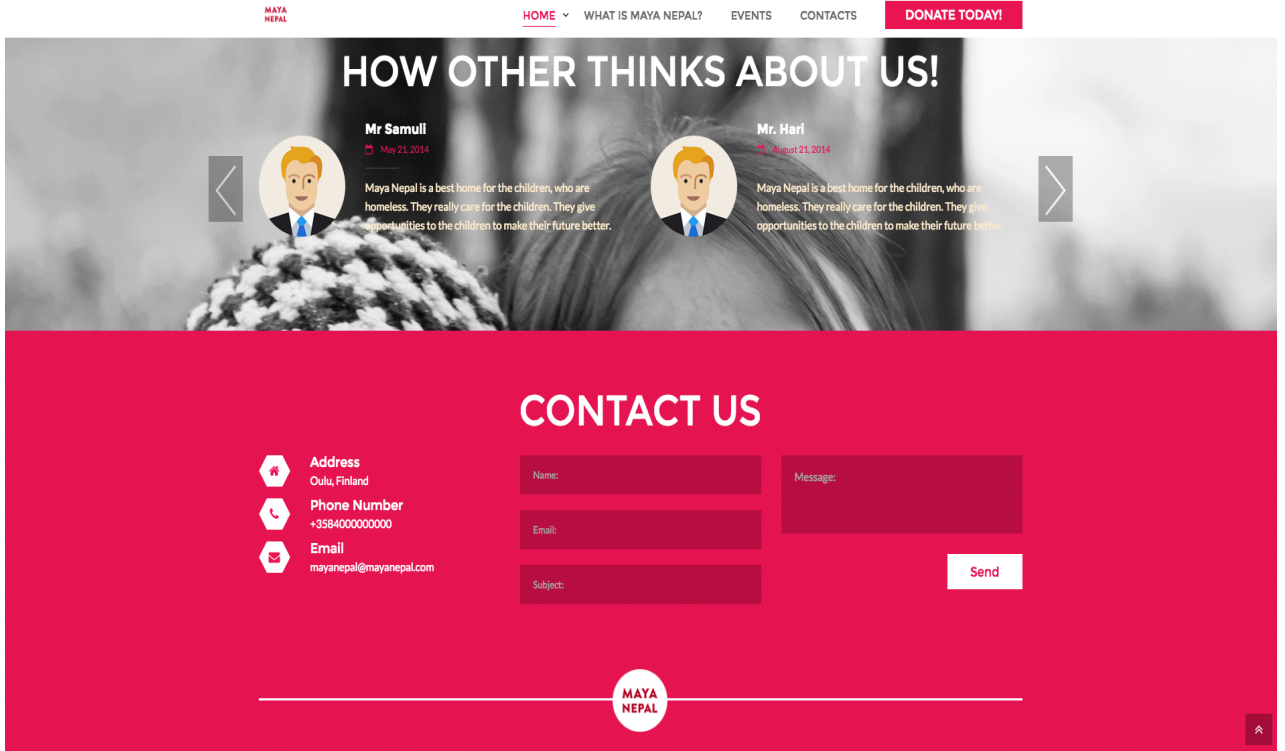 MAYA
NEPAL
HOME
WHAT IS MAYA NEPAL?
EVENTS
CONTACTS
DONATE TODAY!
HOW OTHER THINKS ABOUT US!
Mr Samuli
May 21, 2014
Maya Nepal is a best home for the children, who are
homeless. They really care for the children. They give
opportunities to the children to make their future better.
Mr. Hari
August 21, 2014
Maya Nepal is a best home for the children, who are
homeless. They really care for the children. They give
opportunities to the children to make their future better.
CONTACT US
Address
Oulu, Finland
Phone Number
+3584000000000
Email
mayanepal@mayanepal.com
Name:
Email:
Subject:
Message:
Send
MAYA
NEPAL